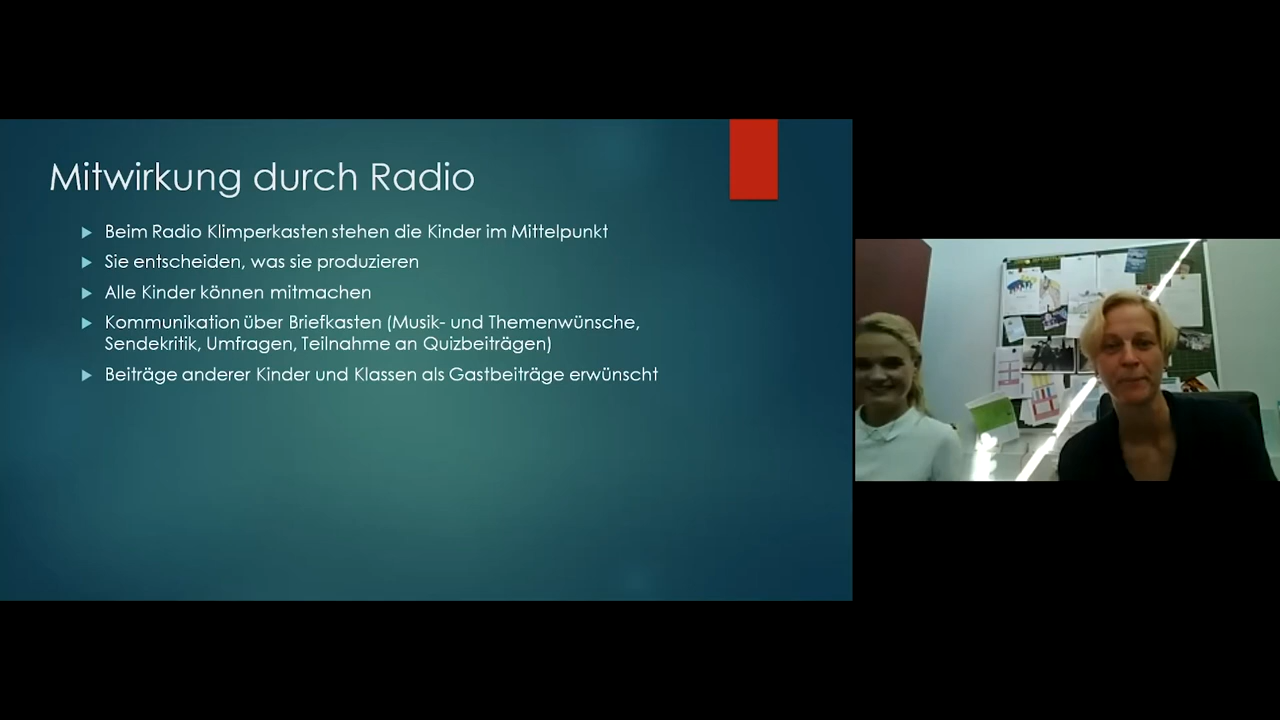 Mitwirkung durch Radio
Beim Radio Klimperkasten stehen die Kinder im Mittelpunkt
Sie entscheiden, was sie produzieren
Alle Kinder können mitmachen
Kommunikation über Briefkasten (Musik- und Themenwünsche,
Sendekritik, Umfragen, Teilnahme an Quizbeiträgen)
Beiträge anderer Kinder und Klassen als Gastbeiträge erwünscht